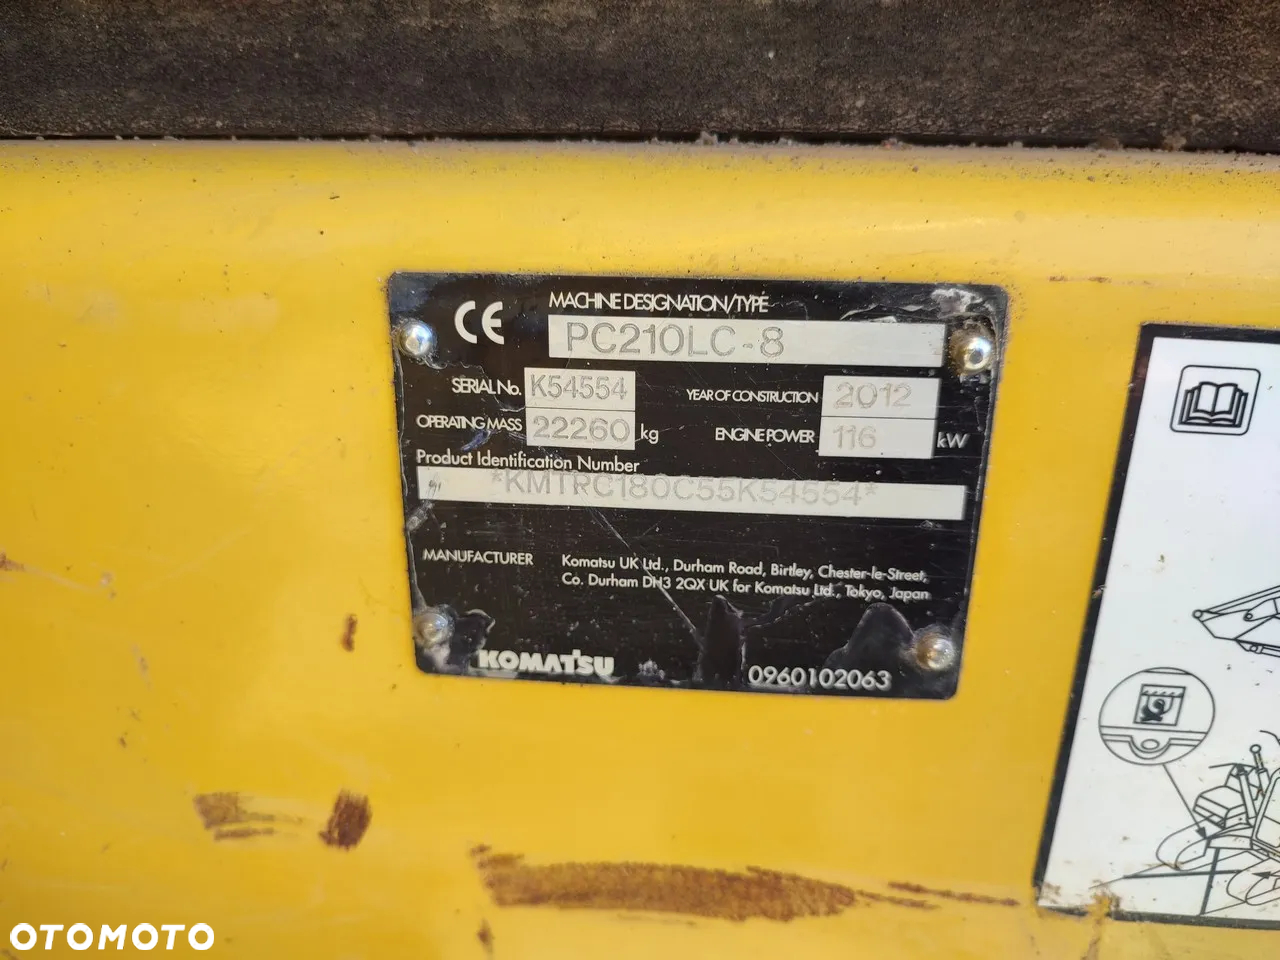 CE
MACHINE DESIGNATION/TYPE
PC210LC-8
SERIAL No. K54554
YEAR OF CONSTRUCTION 2012
OPERATING MASS 22260 kg
ENGINE POWER 116 kW
Product Identification Number
*KMTPC180C55K54554*
MANUFACTURER
Komatsu UK Ltd., Durham Road, Birtley, Chester-le-Street,
Co. Durham DH3 2QX UK for Komatsu Ltd., Tokyo, Japan
KOMATSU
0960102063
OTOMOTO